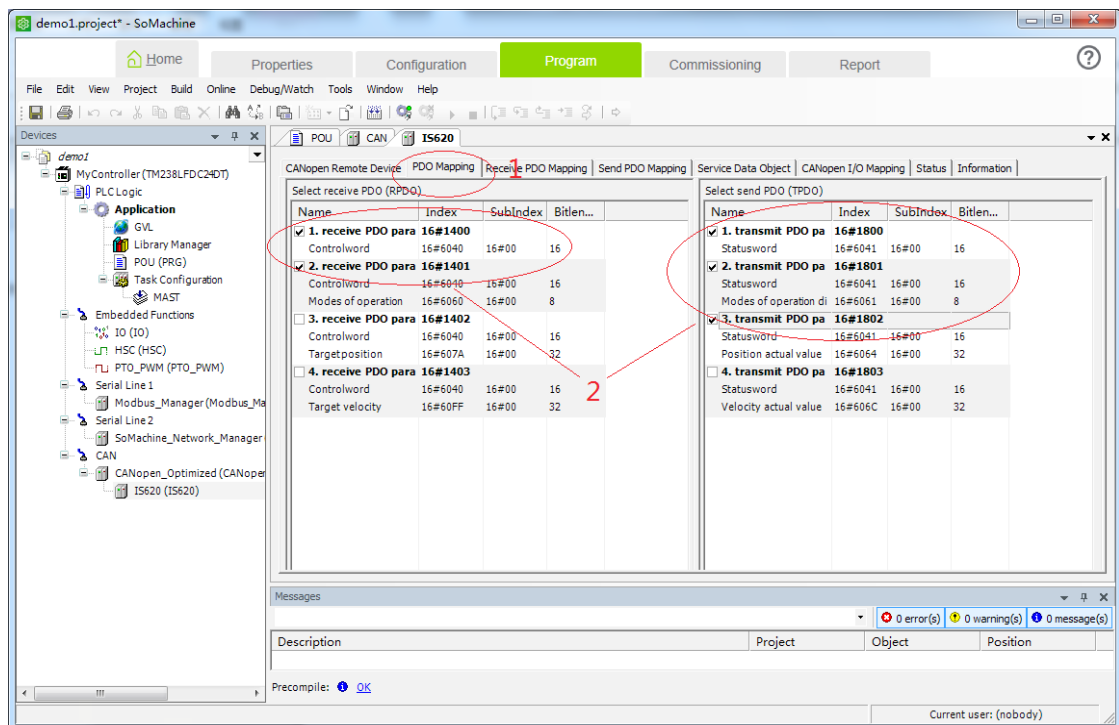 demo1.project* - SoMachine
Home
Properties
Configuration
Program
Commissioning
Report
File Edit View Project Build Online Debug/Watch Tools Window Help
Devices
demo1
MyController (TM238LFDC24DT)
PLC Logic
Application
GVL
Library Manager
POU (PRG)
Task Configuration
MAST
Embedded Functions
IO (IO)
HSC (HSC)
PTO_PWM (PTO_PWM)
Serial Line 1
Modbus_Manager (Modbus_Ma
Serial Line 2
SoMachine_Network_Manager
CAN
CANopen_Optimized (CANoper
IS620 (IS620)
POU CAN IS620
CANopen Remote Device PDO Mapping Receive PDO Mapping Send PDO Mapping Service Data Object CANopen I/O Mapping Status Information
1
Select receive PDO (RPDO)
Name Index SubIndex Bitlen...
1. receive PDO para 16#1400
Controlword 16#6040 16#00 16
2. receive PDO para 16#1401
Controlword 16#6040 16#00 16
Modes of operation 16#6060 16#00 8
3. receive PDO para 16#1402
Controlword 16#6040 16#00 16
Targetposition 16#607A 16#00 32
4. receive PDO para 16#1403
Controlword 16#6040 16#00 16
Target velocity 16#60FF 16#00 32
2
Select send PDO (TPDO)
Name Index SubIndex Bitlen...
1. transmit PDO pa 16#1800
Statusword 16#6041 16#00 16
2. transmit PDO pa 16#1801
Statusword 16#6041 16#00 16
Modes of operation di 16#6061 16#00 8
3. transmit PDO pa 16#1802
Statusword 16#6041 16#00 16
Position actual value 16#6064 16#00 32
4. transmit PDO pa 16#1803
Statusword 16#6041 16#00 16
Velocity actual value 16#606C 16#00 32
Messages
0 error(s) 0 warning(s) 0 message(s)
Description Project Object Position
Precompile: OK
Current user: (nobody)